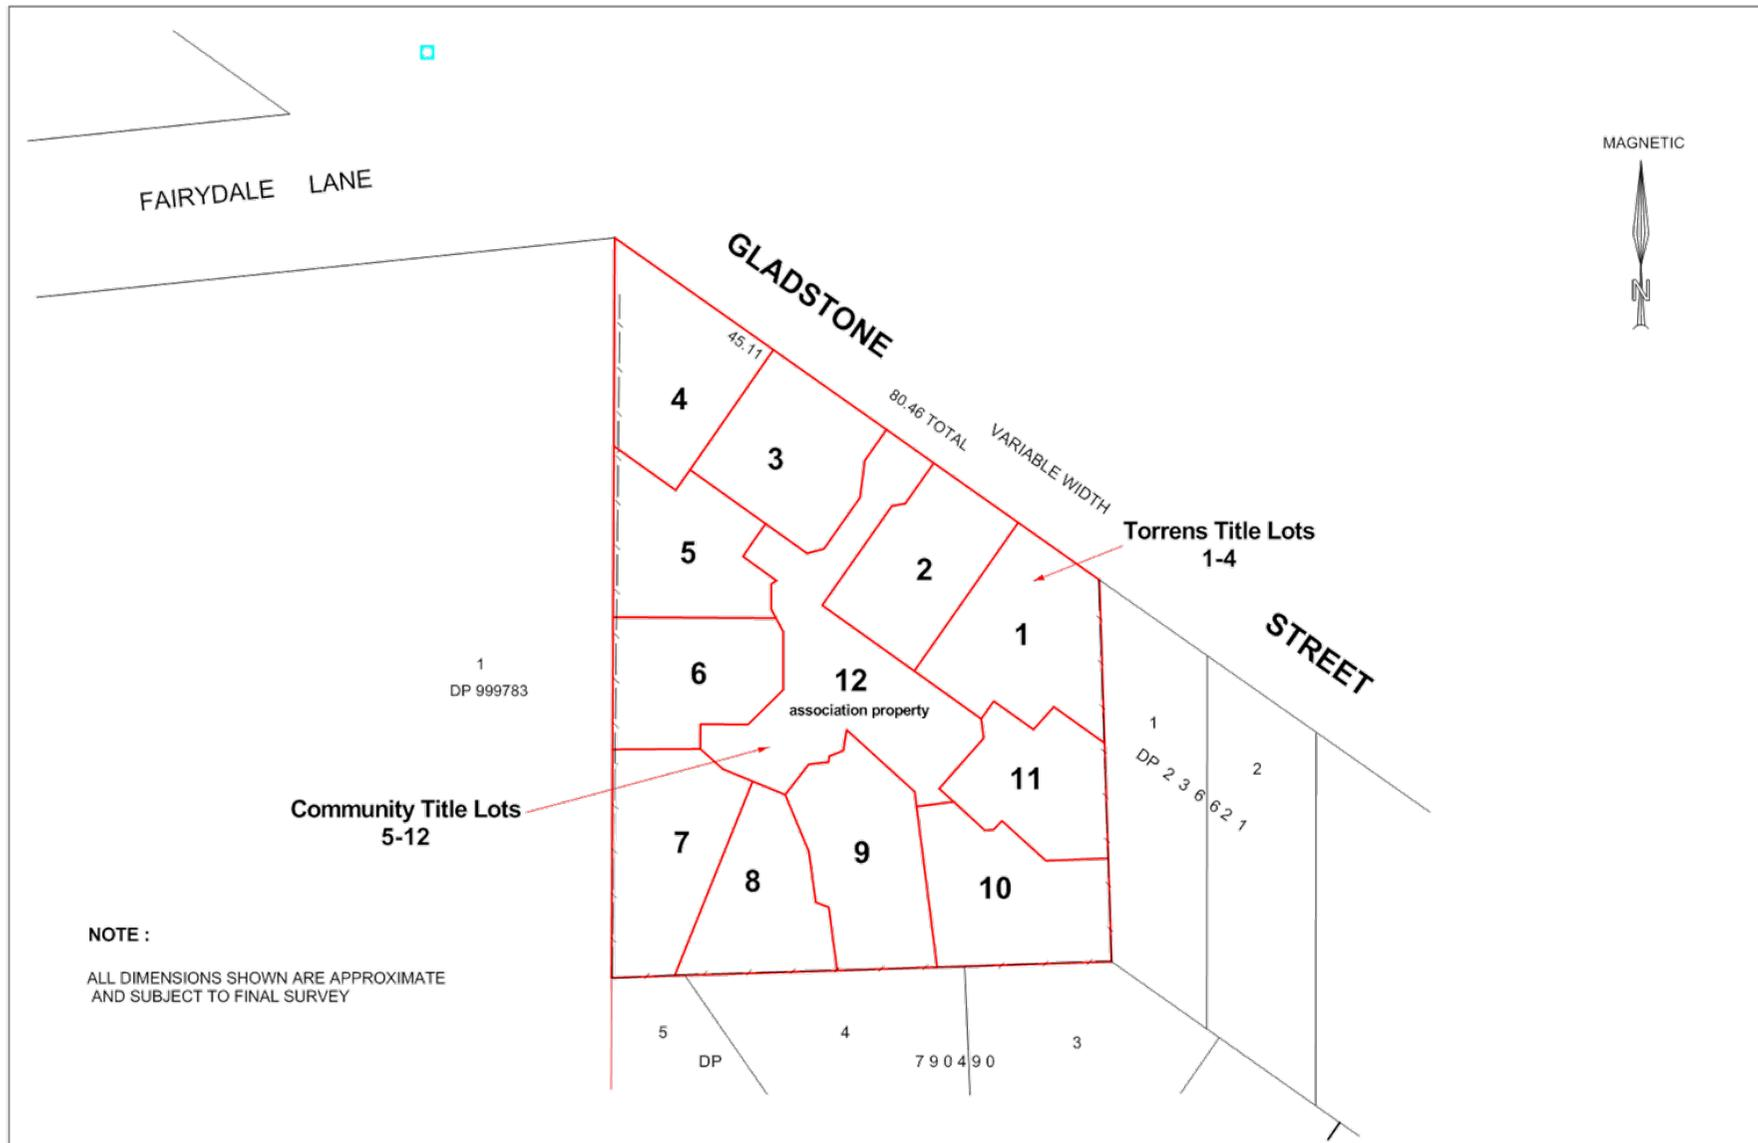 MAGNETIC
N
FAIRYDALE LANE
GLADSTONE
45.11
4
80.46 TOTAL
VARIABLE WIDTH
3
Torrens Title Lots
1-4
5
2
1
STREET
1
DP 999783
6
12
association property
1
DP 2 3 6 6 2 1
2
11
Community Title Lots
5-12
7
8
9
10
NOTE :
ALL DIMENSIONS SHOWN ARE APPROXIMATE
AND SUBJECT TO FINAL SURVEY
5
4
3
DP
7 9 0 4 9 0